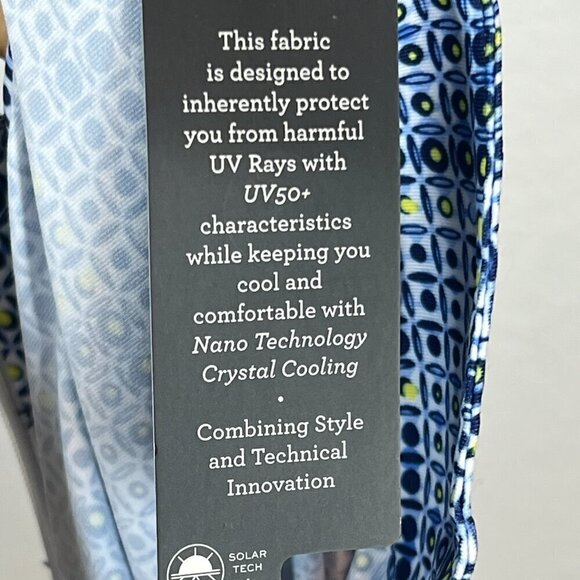 This fabric
is designed to
inherently protect
you from harmful
UV Rays with
UV50+
characteristics
while keeping you
cool and
comfortable with
Nano Technology
Crystal Cooling
•
Combining Style
and Technical
Innovation
SOLAR
TECH